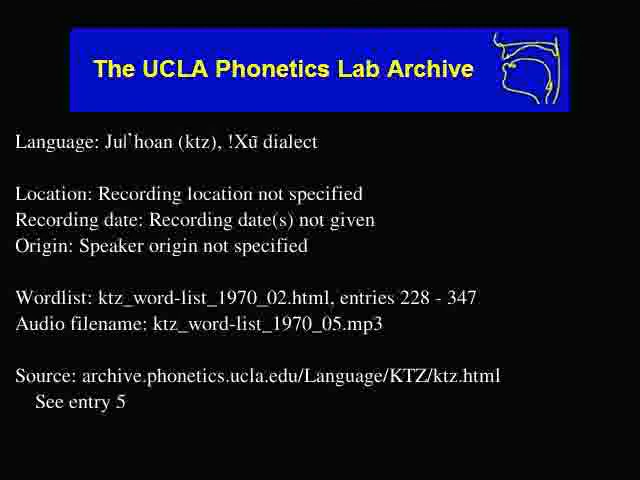 The UCLA Phonetics Lab Archive
Language: Ju|’hoan (ktz), !Xũ dialect
Location: Recording location not specified
Recording date: Recording date(s) not given
Origin: Speaker origin not specified
Wordlist: ktz_word-list_1970_02.html, entries 228 - 347
Audio filename: ktz_word-list_1970_05.mp3
Source: archive.phonetics.ucla.edu/Language/KTZ/ktz.html
See entry 5